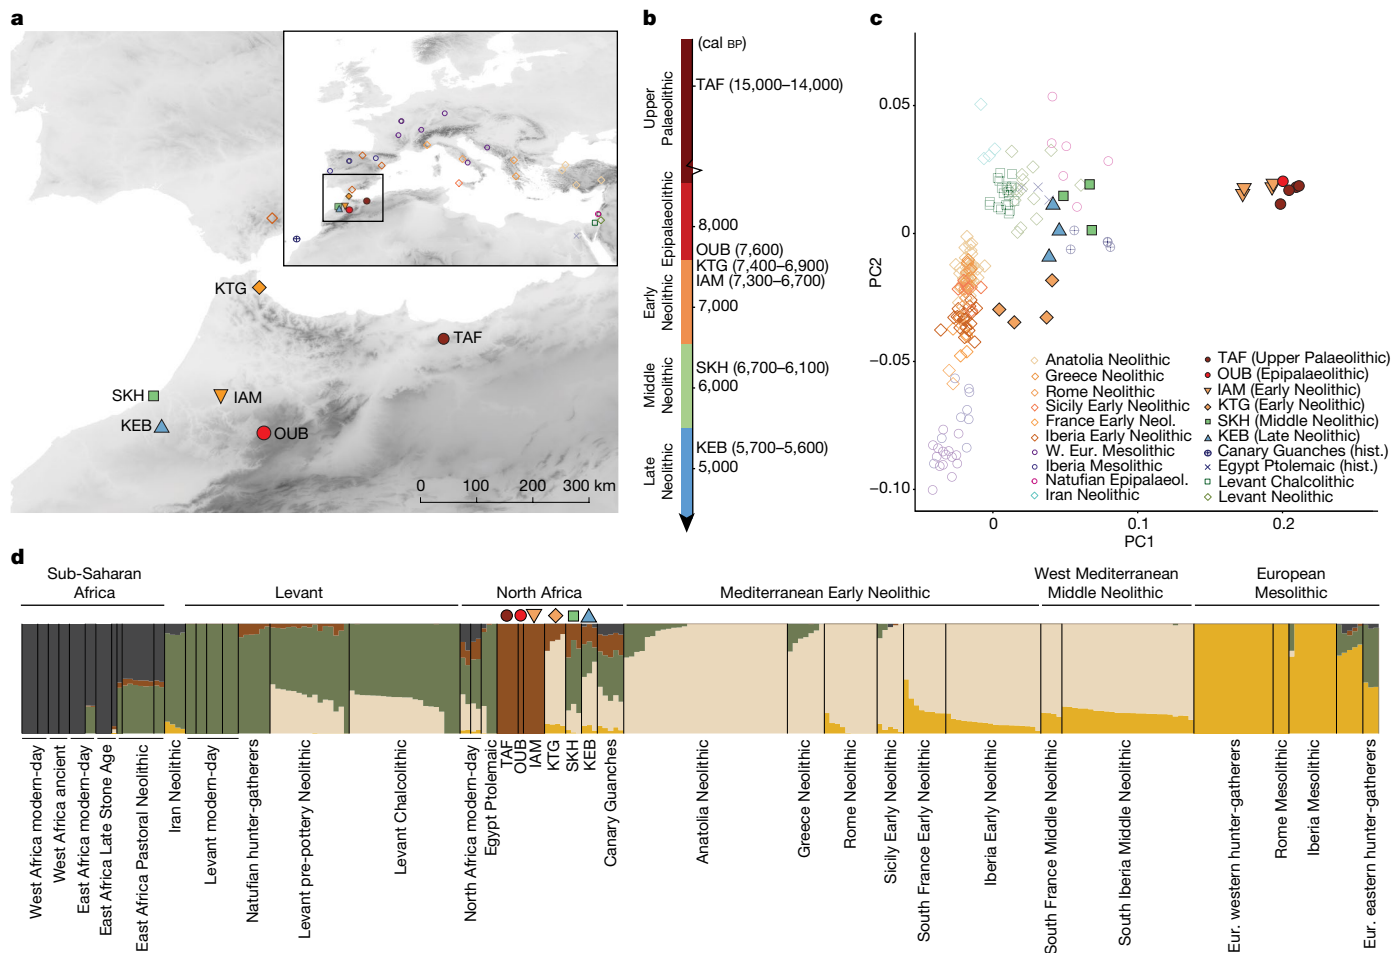 a
KTG
TAF
SKH
IAM
KEB
OUB
0 100 200 300 km
b
(cal BP)
Upper Palaeolithic
TAF (15,000–14,000)
Epipalaeolithic
8,000
OUB (7,600)
KTG (7,400–6,900)
IAM (7,300–6,700)
Early Neolithic
7,000
SKH (6,700–6,100)
6,000
Middle Neolithic
KEB (5,700–5,600)
5,000
Late Neolithic
c
0.05
0
−0.05
−0.10
PC2
0 0.1 0.2
PC1
Anatolia Neolithic
Greece Neolithic
Rome Neolithic
Sicily Early Neolithic
France Early Neol.
Iberia Early Neolithic
W. Eur. Mesolithic
Iberia Mesolithic
Natufian Epipalaeol.
Iran Neolithic
TAF (Upper Palaeolithic)
OUB (Epipalaeolithic)
IAM (Early Neolithic)
KTG (Early Neolithic)
SKH (Middle Neolithic)
KEB (Late Neolithic)
Canary Guanches (hist.)
Egypt Ptolemaic (hist.)
Levant Chalcolithic
Levant Neolithic
d
Sub-Saharan
Africa
Levant
North Africa
Mediterranean Early Neolithic
West Mediterranean
Middle Neolithic
European
Mesolithic
West Africa modern-day
West Africa ancient
East Africa modern-day
East Africa Late Stone Age
East Africa Pastoral Neolithic
Iran Neolithic
Levant modern-day
Natufian hunter-gatherers
Levant pre-pottery Neolithic
Levant Chalcolithic
North Africa modern-day
Egypt Ptolemaic
TAF
OUB
IAM
KTG
SKH
KEB
Canary Guanches
Anatolia Neolithic
Greece Neolithic
Rome Neolithic
Sicily Early Neolithic
South France Early Neolithic
Iberia Early Neolithic
South France Middle Neolithic
South Iberia Middle Neolithic
Eur. western hunter-gatherers
Rome Mesolithic
Iberia Mesolithic
Eur. eastern hunter-gatherers